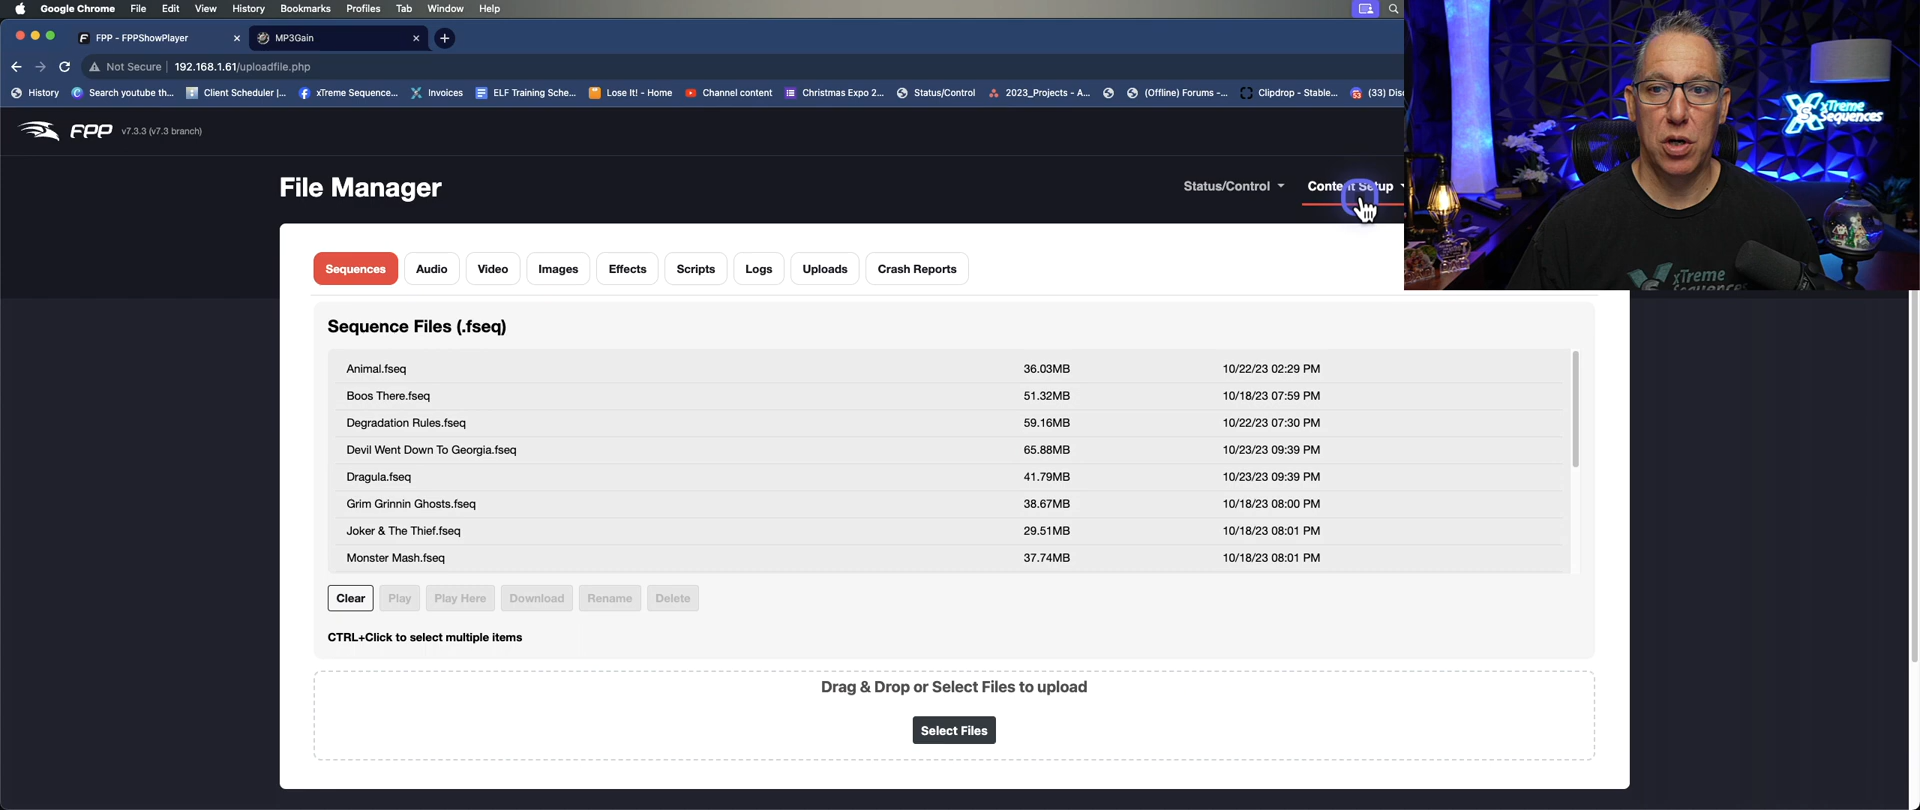 Google Chrome File Edit View History Bookmarks Profiles Tab Window Help
FPP - FPPShowPlayer
MP3Gain
Not Secure 192.168.1.61/uploadfile.php
History Search youtube th... Client Scheduler |... xTreme Sequence... Invoices ELF Training Sche... Lose It! - Home Channel content Christmas Expo 2... Status/Control 2023_Projects - A... (Offline) Forums -... Clipdrop - Stable... (33) Disc
FPP v7.3.3 (v7.3 branch)
xTreme
Sequences
File Manager
Status/Control
Content Setup
Sequences Audio Video Images Effects Scripts Logs Uploads Crash Reports
xTreme
Sequences
Sequence Files (.fseq)
Animal.fseq 36.03MB 10/22/23 02:29 PM
Boos There.fseq 51.32MB 10/18/23 07:59 PM
Degradation Rules.fseq 59.16MB 10/22/23 07:30 PM
Devil Went Down To Georgia.fseq 65.88MB 10/23/23 09:39 PM
Dragula.fseq 41.79MB 10/23/23 09:39 PM
Grim Grinnin Ghosts.fseq 38.67MB 10/18/23 08:00 PM
Joker & The Thief.fseq 29.51MB 10/18/23 08:01 PM
Monster Mash.fseq 37.74MB 10/18/23 08:01 PM
Clear Play Play Here Download Rename Delete
CTRL+Click to select multiple items
Drag & Drop or Select Files to upload
Select Files